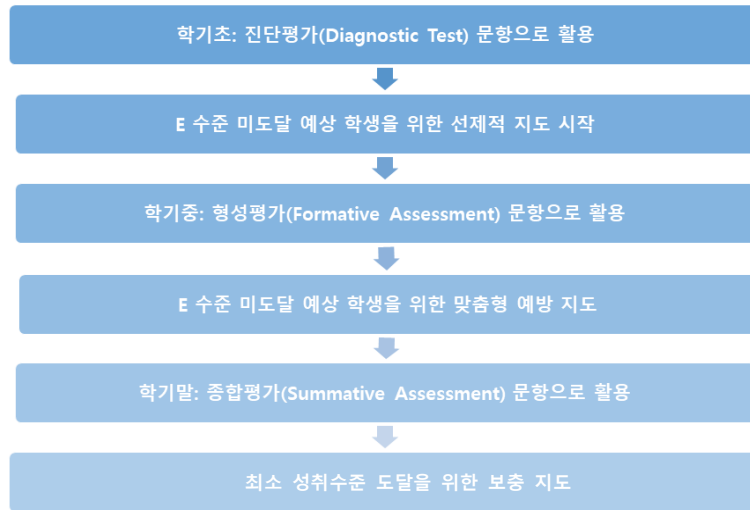 학기초: 진단평가(Diagnostic Test) 문항으로 활용
E 수준 미도달 예상 학생을 위한 선제적 지도 시작
학기중: 형성평가(Formative Assessment) 문항으로 활용
E 수준 미도달 예상 학생을 위한 맞춤형 예방 지도
학기말: 종합평가(Summative Assessment) 문항으로 활용
최소 성취수준 도달을 위한 보충 지도